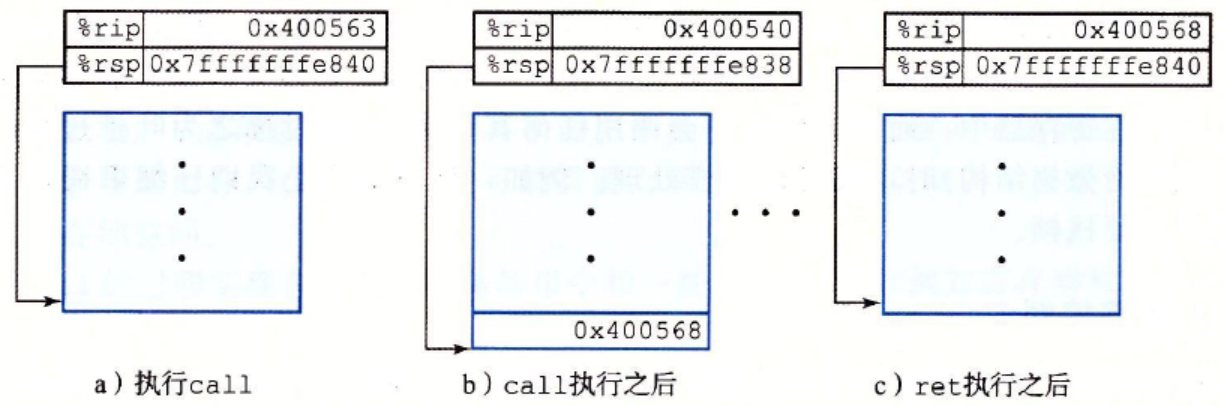 %rip 0x400563
%rsp 0x7fffffffe840
a）执行call
%rip 0x400540
%rsp 0x7fffffffe838
0x400568
b）call执行之后
%rip 0x400568
%rsp 0x7fffffffe840
c）ret执行之后